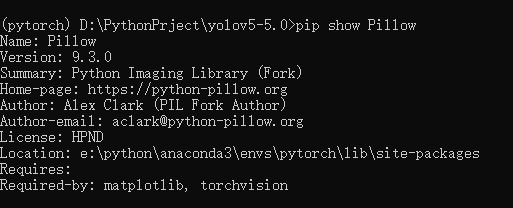 (pytorch) D:\PythonPrject\yolov5-5.0>pip show Pillow
Name: Pillow
Version: 9.3.0
Summary: Python Imaging Library (Fork)
Home-page: https://python-pillow.org
Author: Alex Clark (PIL Fork Author)
Author-email: aclark@python-pillow.org
License: HPND
Location: e:\python\anaconda3\envs\pytorch\lib\site-packages
Requires:
Required-by: matplotlib, torchvision